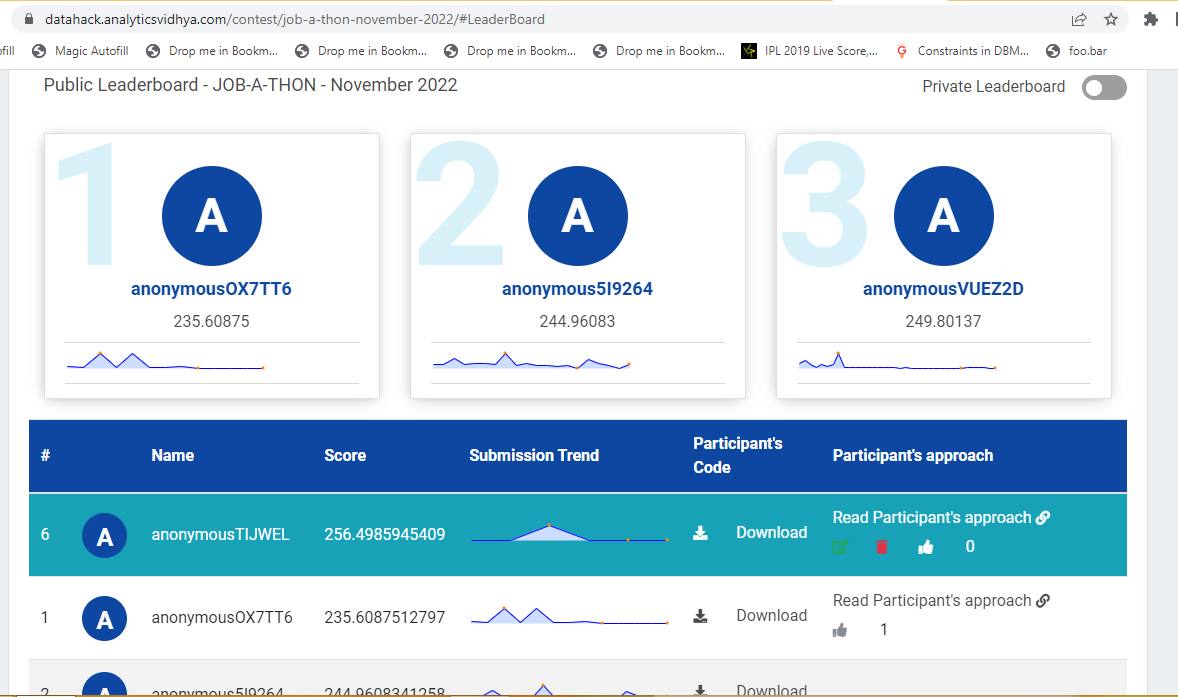 datahack.analyticsvidhya.com/contest/job-a-thon-november-2022/#LeaderBoard
fill Magic Autofill Drop me in Bookm... Drop me in Bookm... Drop me in Bookm... Drop me in Bookm... IPL 2019 Live Score,... G Constraints in DBM... foo.bar
Public Leaderboard - JOB-A-THON - November 2022 Private Leaderboard
1 A 2 A 3 A
anonymousOX7TT6 anonymous5I9264 anonymousVUEZ2D
235.60875 244.96083 249.80137
# Name Score Submission Trend Participant's Code Participant's approach
6 A anonymousTIJWEL 256.4985945409 Download Read Participant's approach
0
1 A anonymousOX7TT6 235.6087512797 Download Read Participant's approach
1
2 A anonymous5I9264 244.9608341258 Download